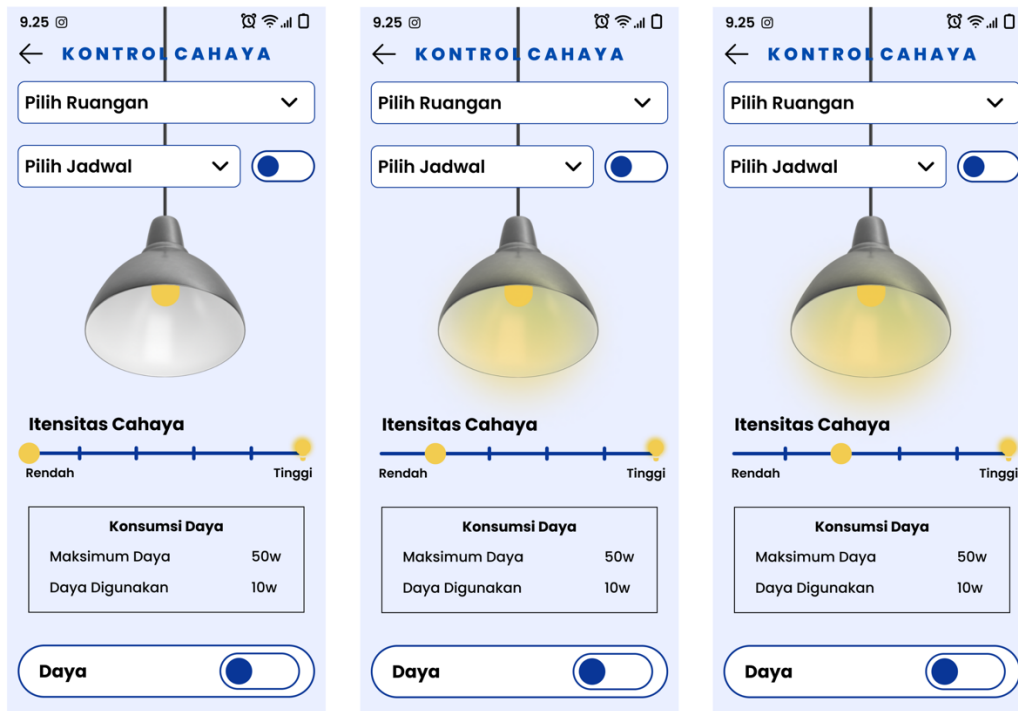 9.25
KONTROL CAHAYA
Pilih Ruangan
Pilih Jadwal
Itensitas Cahaya
Rendah Tinggi
Konsumsi Daya
Maksimum Daya 50w
Daya Digunakan 10w
Daya
9.25
KONTROL CAHAYA
Pilih Ruangan
Pilih Jadwal
Itensitas Cahaya
Rendah Tinggi
Konsumsi Daya
Maksimum Daya 50w
Daya Digunakan 10w
Daya
9.25
KONTROL CAHAYA
Pilih Ruangan
Pilih Jadwal
Itensitas Cahaya
Rendah Tinggi
Konsumsi Daya
Maksimum Daya 50w
Daya Digunakan 10w
Daya